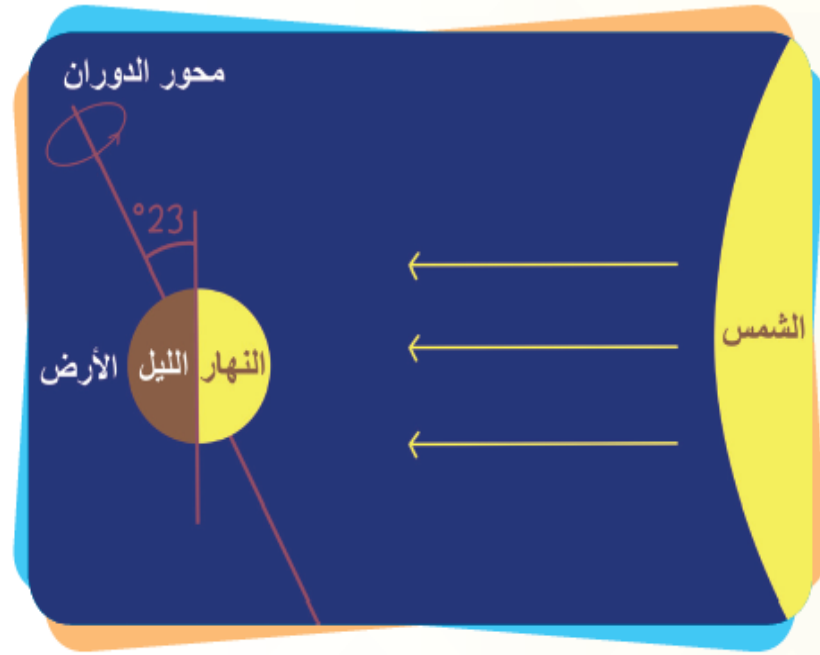 محور الدوران
°23
الشمس
النهار
الليل
الأرض